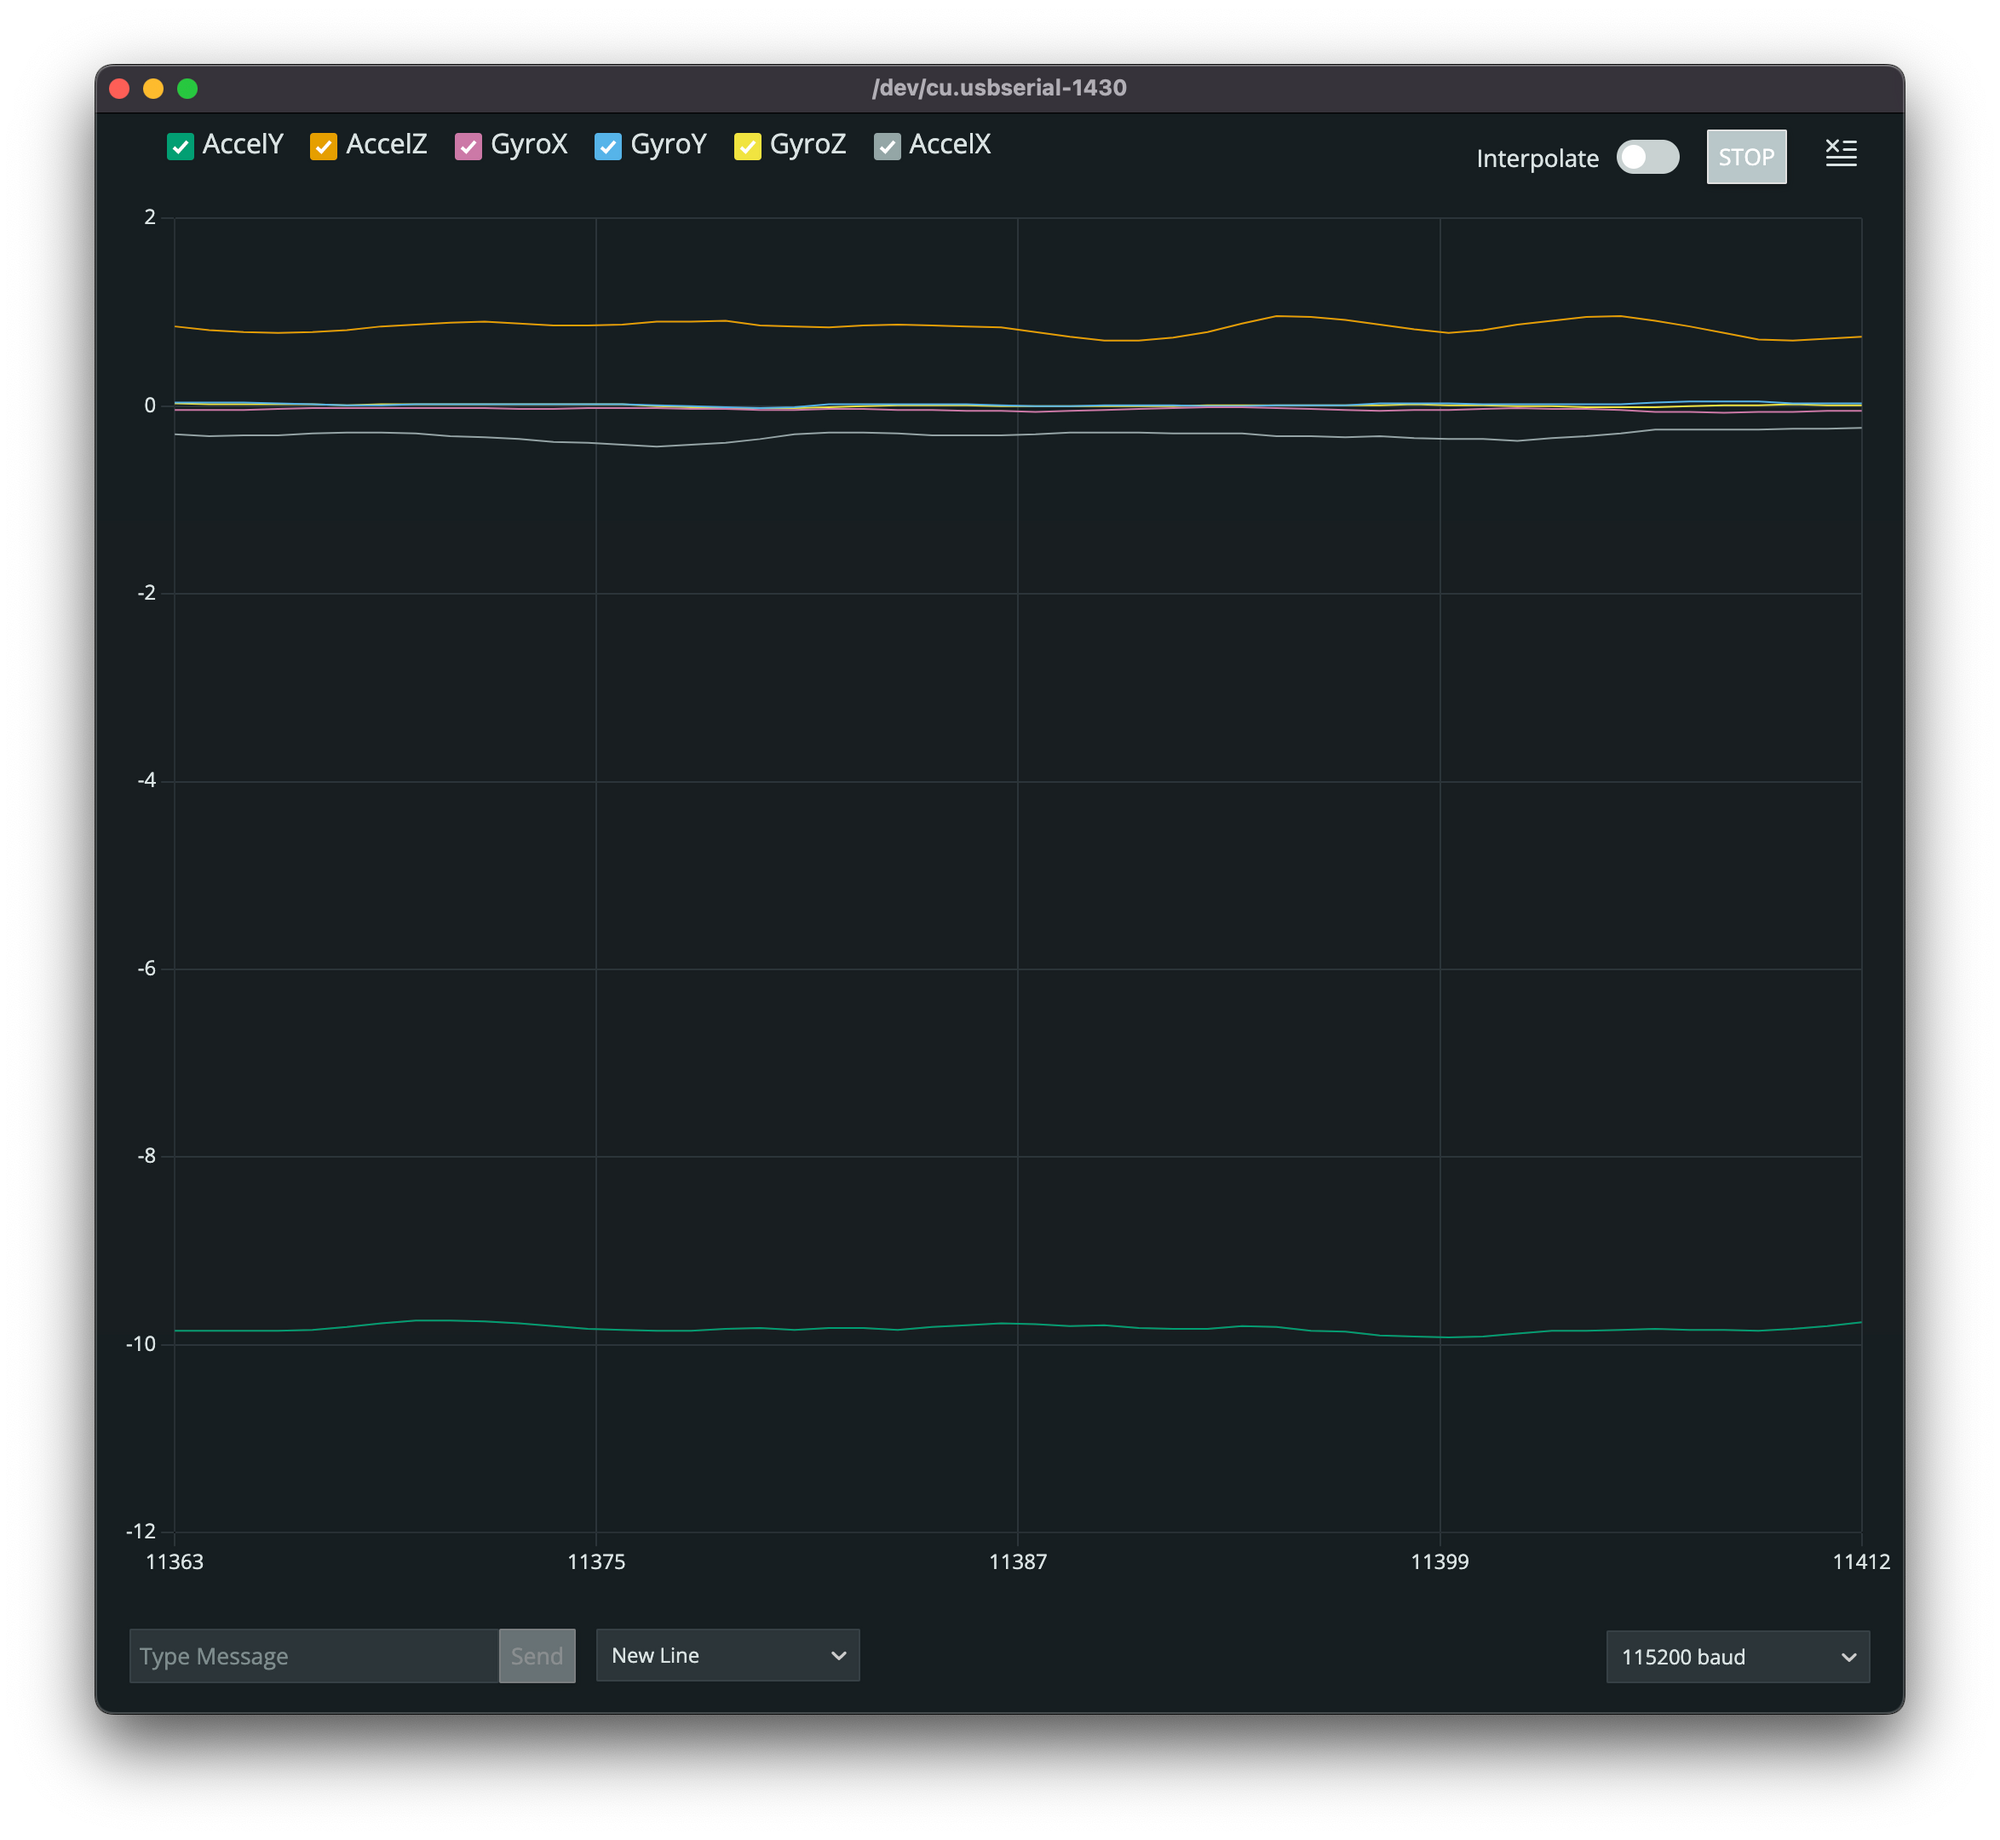 /dev/cu.usbserial-1430
AccelY AccelZ GyroX GyroY GyroZ AccelX
Interpolate STOP
2
0
-2
-4
-6
-8
-10
-12
11363 11375 11387 11399 11412
Type Message Send New Line 115200 baud